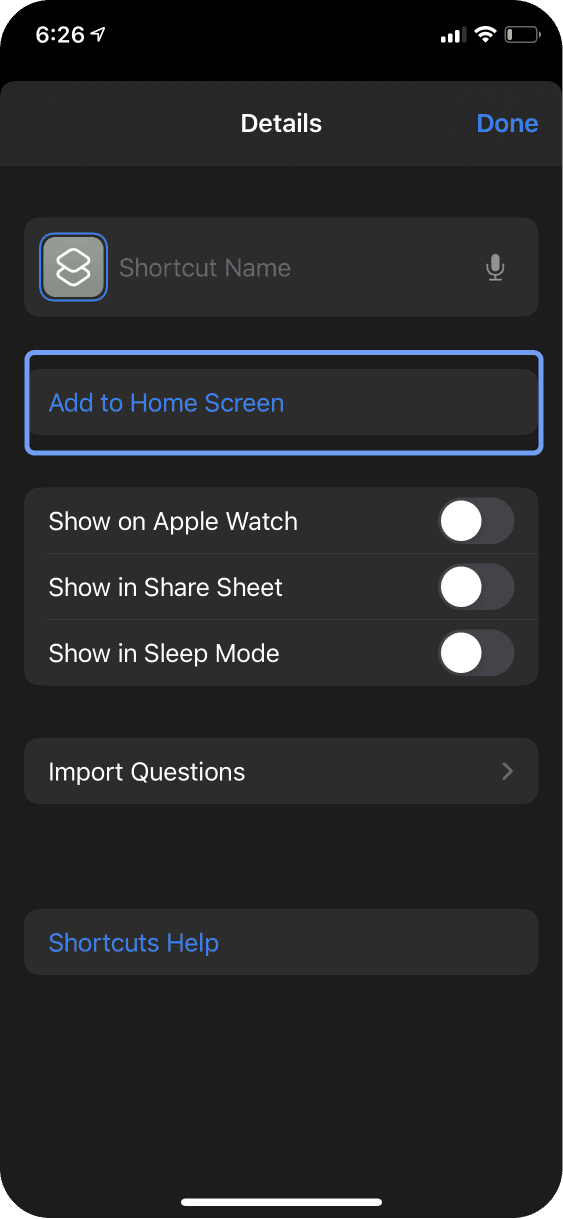 6:26
Details
Done
Shortcut Name
Add to Home Screen
Show on Apple Watch
Show in Share Sheet
Show in Sleep Mode
Import Questions
Shortcuts Help